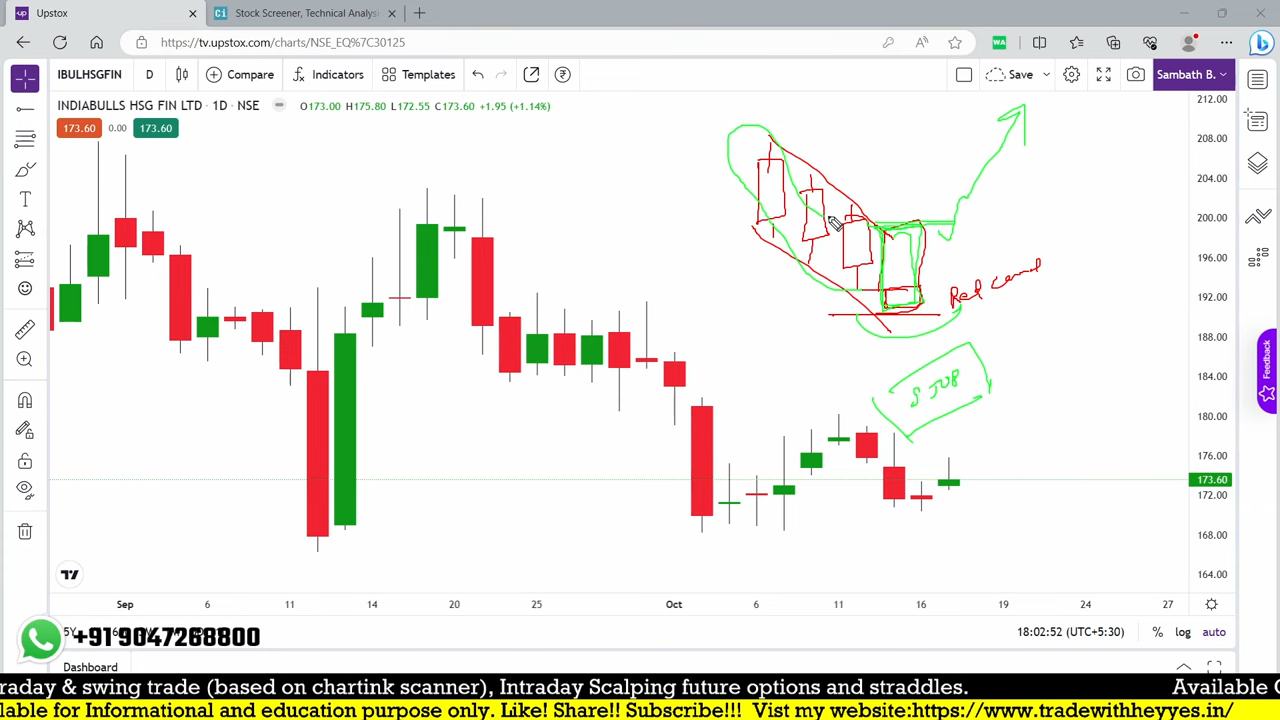 Upstox
Stock Screener, Technical Analysi
https://tv.upstox.com/charts/NSE_EQ%7C30125
WA
IBULHSGFIN
D
Compare
Indicators
Templates
Save
Sambath B.
INDIABULLS HSG FIN LTD · 1D · NSE
O173.00 H175.80 L172.55 C173.60 +1.95 (+1.14%)
173.60 0.00 173.60
212.00
208.00
204.00
200.00
196.00
192.00
188.00
184.00
180.00
176.00
173.60
172.00
168.00
164.00
Red
Feedback
Sep 6 11 14 20 25 Oct 6 11 16 19 24 27
5Y
18:02:52 (UTC+5:30) % log auto
+91 9047268800
Dashboard
raday & swing trade (based on chartink scanner), Intraday Scalping future options and straddles. Available
lable for Informational and education purpose only. Like! Share!! Subscribe!!! Vist my website:https://www.tradewithheyyes.in/